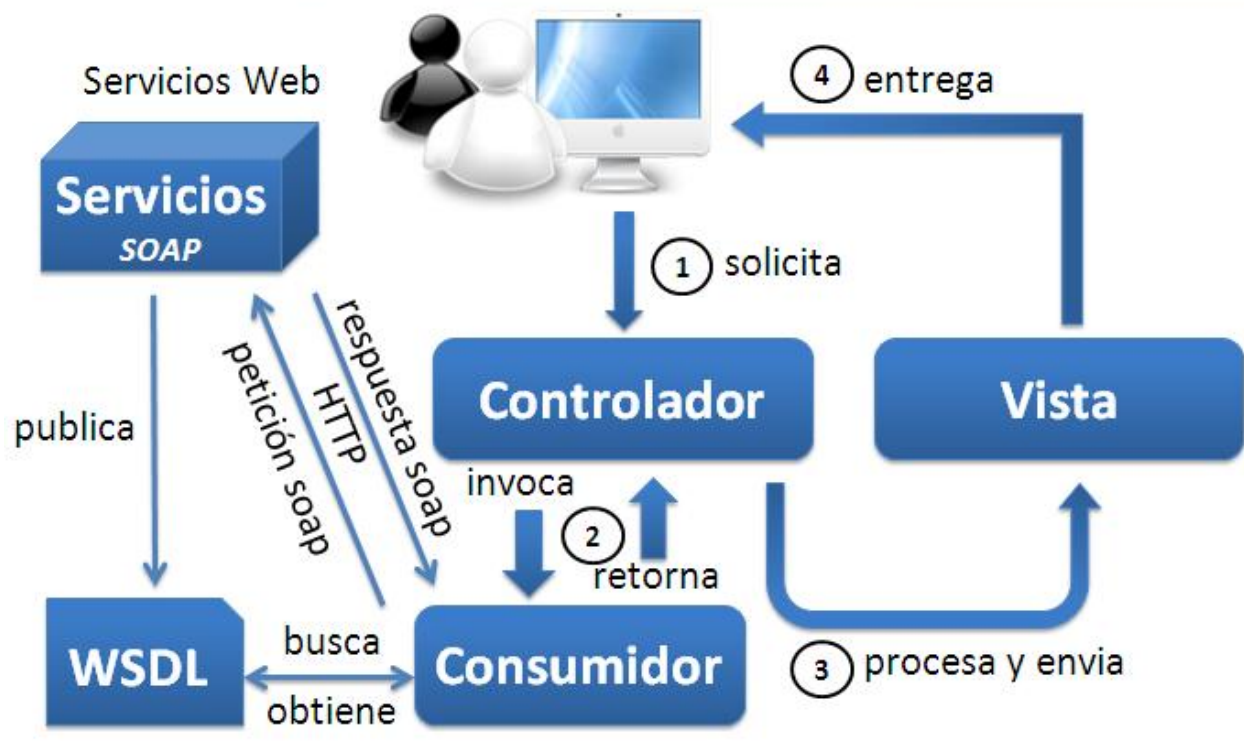 Servicios Web
4 entrega
Servicios
SOAP
1 solicita
respuesta soap
HTTP
petición soap
publica
Controlador
Vista
invoca
2
retorna
WSDL
busca
obtiene
Consumidor
3 procesa y envia